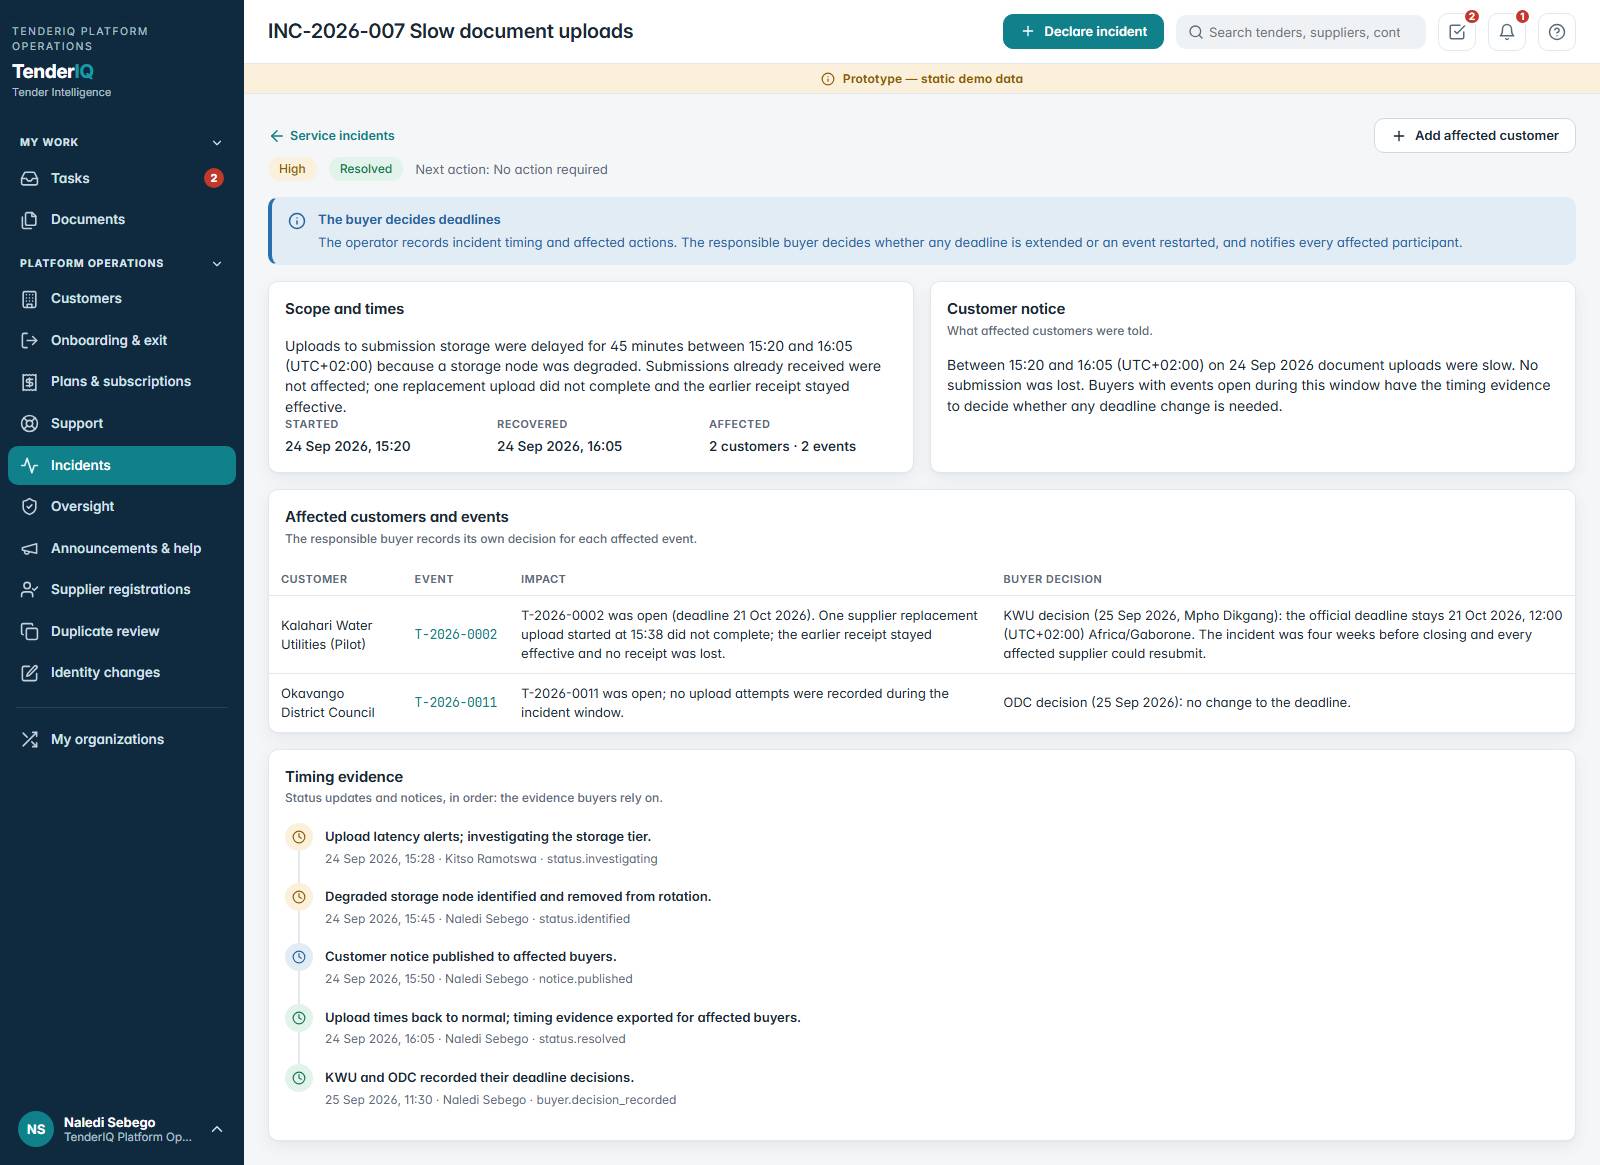 TENDERIQ PLATFORM
OPERATIONS
TenderIQ
Tender Intelligence
MY WORK
Tasks
2
Documents
PLATFORM OPERATIONS
Customers
Onboarding & exit
Plans & subscriptions
Support
Incidents
Oversight
Announcements & help
Supplier registrations
Duplicate review
Identity changes
My organizations
NS
Naledi Sebego
TenderIQ Platform Op...
INC-2026-007 Slow document uploads
Declare incident
Search tenders, suppliers, cont
2
1
Prototype — static demo data
Service incidents
Add affected customer
High
Resolved
Next action: No action required
The buyer decides deadlines
The operator records incident timing and affected actions. The responsible buyer decides whether any deadline is extended or an event restarted, and notifies every affected participant.
Scope and times
Uploads to submission storage were delayed for 45 minutes between 15:20 and 16:05
(UTC+02:00) because a storage node was degraded. Submissions already received were
not affected; one replacement upload did not complete and the earlier receipt stayed
effective.
STARTED
24 Sep 2026, 15:20
RECOVERED
24 Sep 2026, 16:05
AFFECTED
2 customers · 2 events
Customer notice
What affected customers were told.
Between 15:20 and 16:05 (UTC+02:00) on 24 Sep 2026 document uploads were slow. No
submission was lost. Buyers with events open during this window have the timing evidence
to decide whether any deadline change is needed.
Affected customers and events
The responsible buyer records its own decision for each affected event.
CUSTOMER
EVENT
IMPACT
BUYER DECISION
Kalahari Water
Utilities (Pilot)
T-2026-0002
T-2026-0002 was open (deadline 21 Oct 2026). One supplier replacement
upload started at 15:38 did not complete; the earlier receipt stayed
effective and no receipt was lost.
KWU decision (25 Sep 2026, Mpho Dikgang): the official deadline stays 21 Oct 2026, 12:00
(UTC+02:00) Africa/Gaborone. The incident was four weeks before closing and every
affected supplier could resubmit.
Okavango
District Council
T-2026-0011
T-2026-0011 was open; no upload attempts were recorded during the
incident window.
ODC decision (25 Sep 2026): no change to the deadline.
Timing evidence
Status updates and notices, in order: the evidence buyers rely on.
Upload latency alerts; investigating the storage tier.
24 Sep 2026, 15:28 · Kitso Ramotswa · status.investigating
Degraded storage node identified and removed from rotation.
24 Sep 2026, 15:45 · Naledi Sebego · status.identified
Customer notice published to affected buyers.
24 Sep 2026, 15:50 · Naledi Sebego · notice.published
Upload times back to normal; timing evidence exported for affected buyers.
24 Sep 2026, 16:05 · Naledi Sebego · status.resolved
KWU and ODC recorded their deadline decisions.
25 Sep 2026, 11:30 · Naledi Sebego · buyer.decision_recorded